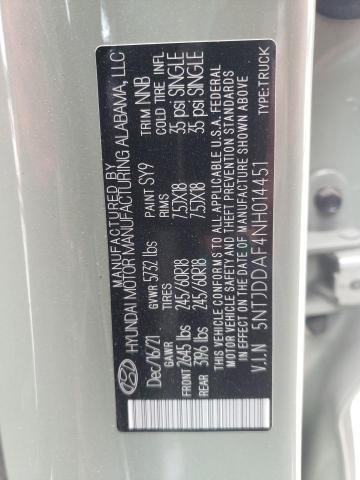 MANUFACTURED BY
HYUNDAI MOTOR MANUFACTURING ALABAMA, LLC
Dec/16/21 GVWR 5732 lbs PAINT SY9 TRIM NNB
GAWR TIRES RIMS COLD TIRE INFL
FRONT 2645 lbs 245/60R18 7.5JX18 35 psi SINGLE
REAR 3196 lbs 245/60R18 7.5JX18 35 psi SINGLE
THIS VEHICLE CONFORMS TO ALL APPLICABLE U.S.A. FEDERAL
MOTOR VEHICLE SAFETY AND THEFT PREVENTION STANDARDS
IN EFFECT ON THE DATE OF MANUFACTURE SHOWN ABOVE
V.I.N 5NTJDDAF4NH014451 TYPE:TRUCK